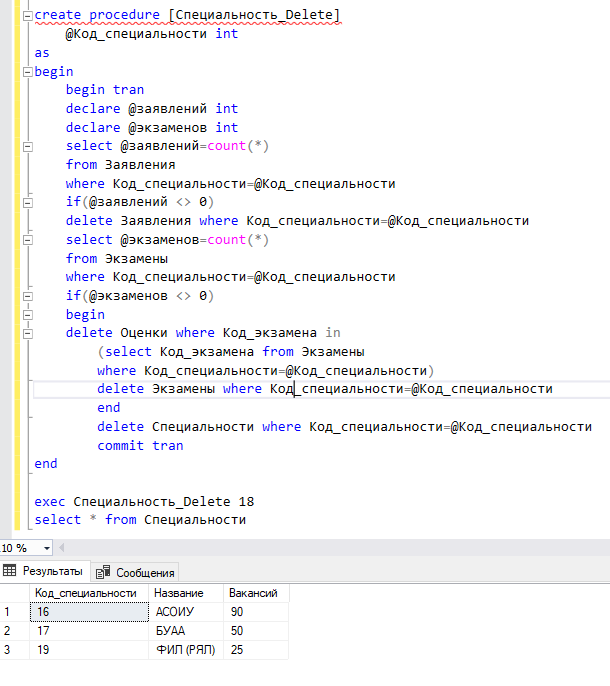 create procedure [Специальность_Delete]
@Код_специальности int
as
begin
begin tran
declare @заявлений int
declare @экзаменов int
select @заявлений=count(*)
from Заявления
where Код_специальности=@Код_специальности
if(@заявлений <> 0)
delete Заявления where Код_специальности=@Код_специальности
select @экзаменов=count(*)
from Экзамены
where Код_специальности=@Код_специальности
if(@экзаменов <> 0)
begin
delete Оценки where Код_экзамена in
(select Код_экзамена from Экзамены
where Код_специальности=@Код_специальности)
delete Экзамены where Код_специальности=@Код_специальности
end
delete Специальности where Код_специальности=@Код_специальности
commit tran
end
exec Специальность_Delete 18
select * from Специальности
10 %
Результаты Сообщения
Код_специальности Название Вакансий
1 16 АСОИУ 90
2 17 БУАА 50
3 19 ФИЛ (РЯЛ) 25